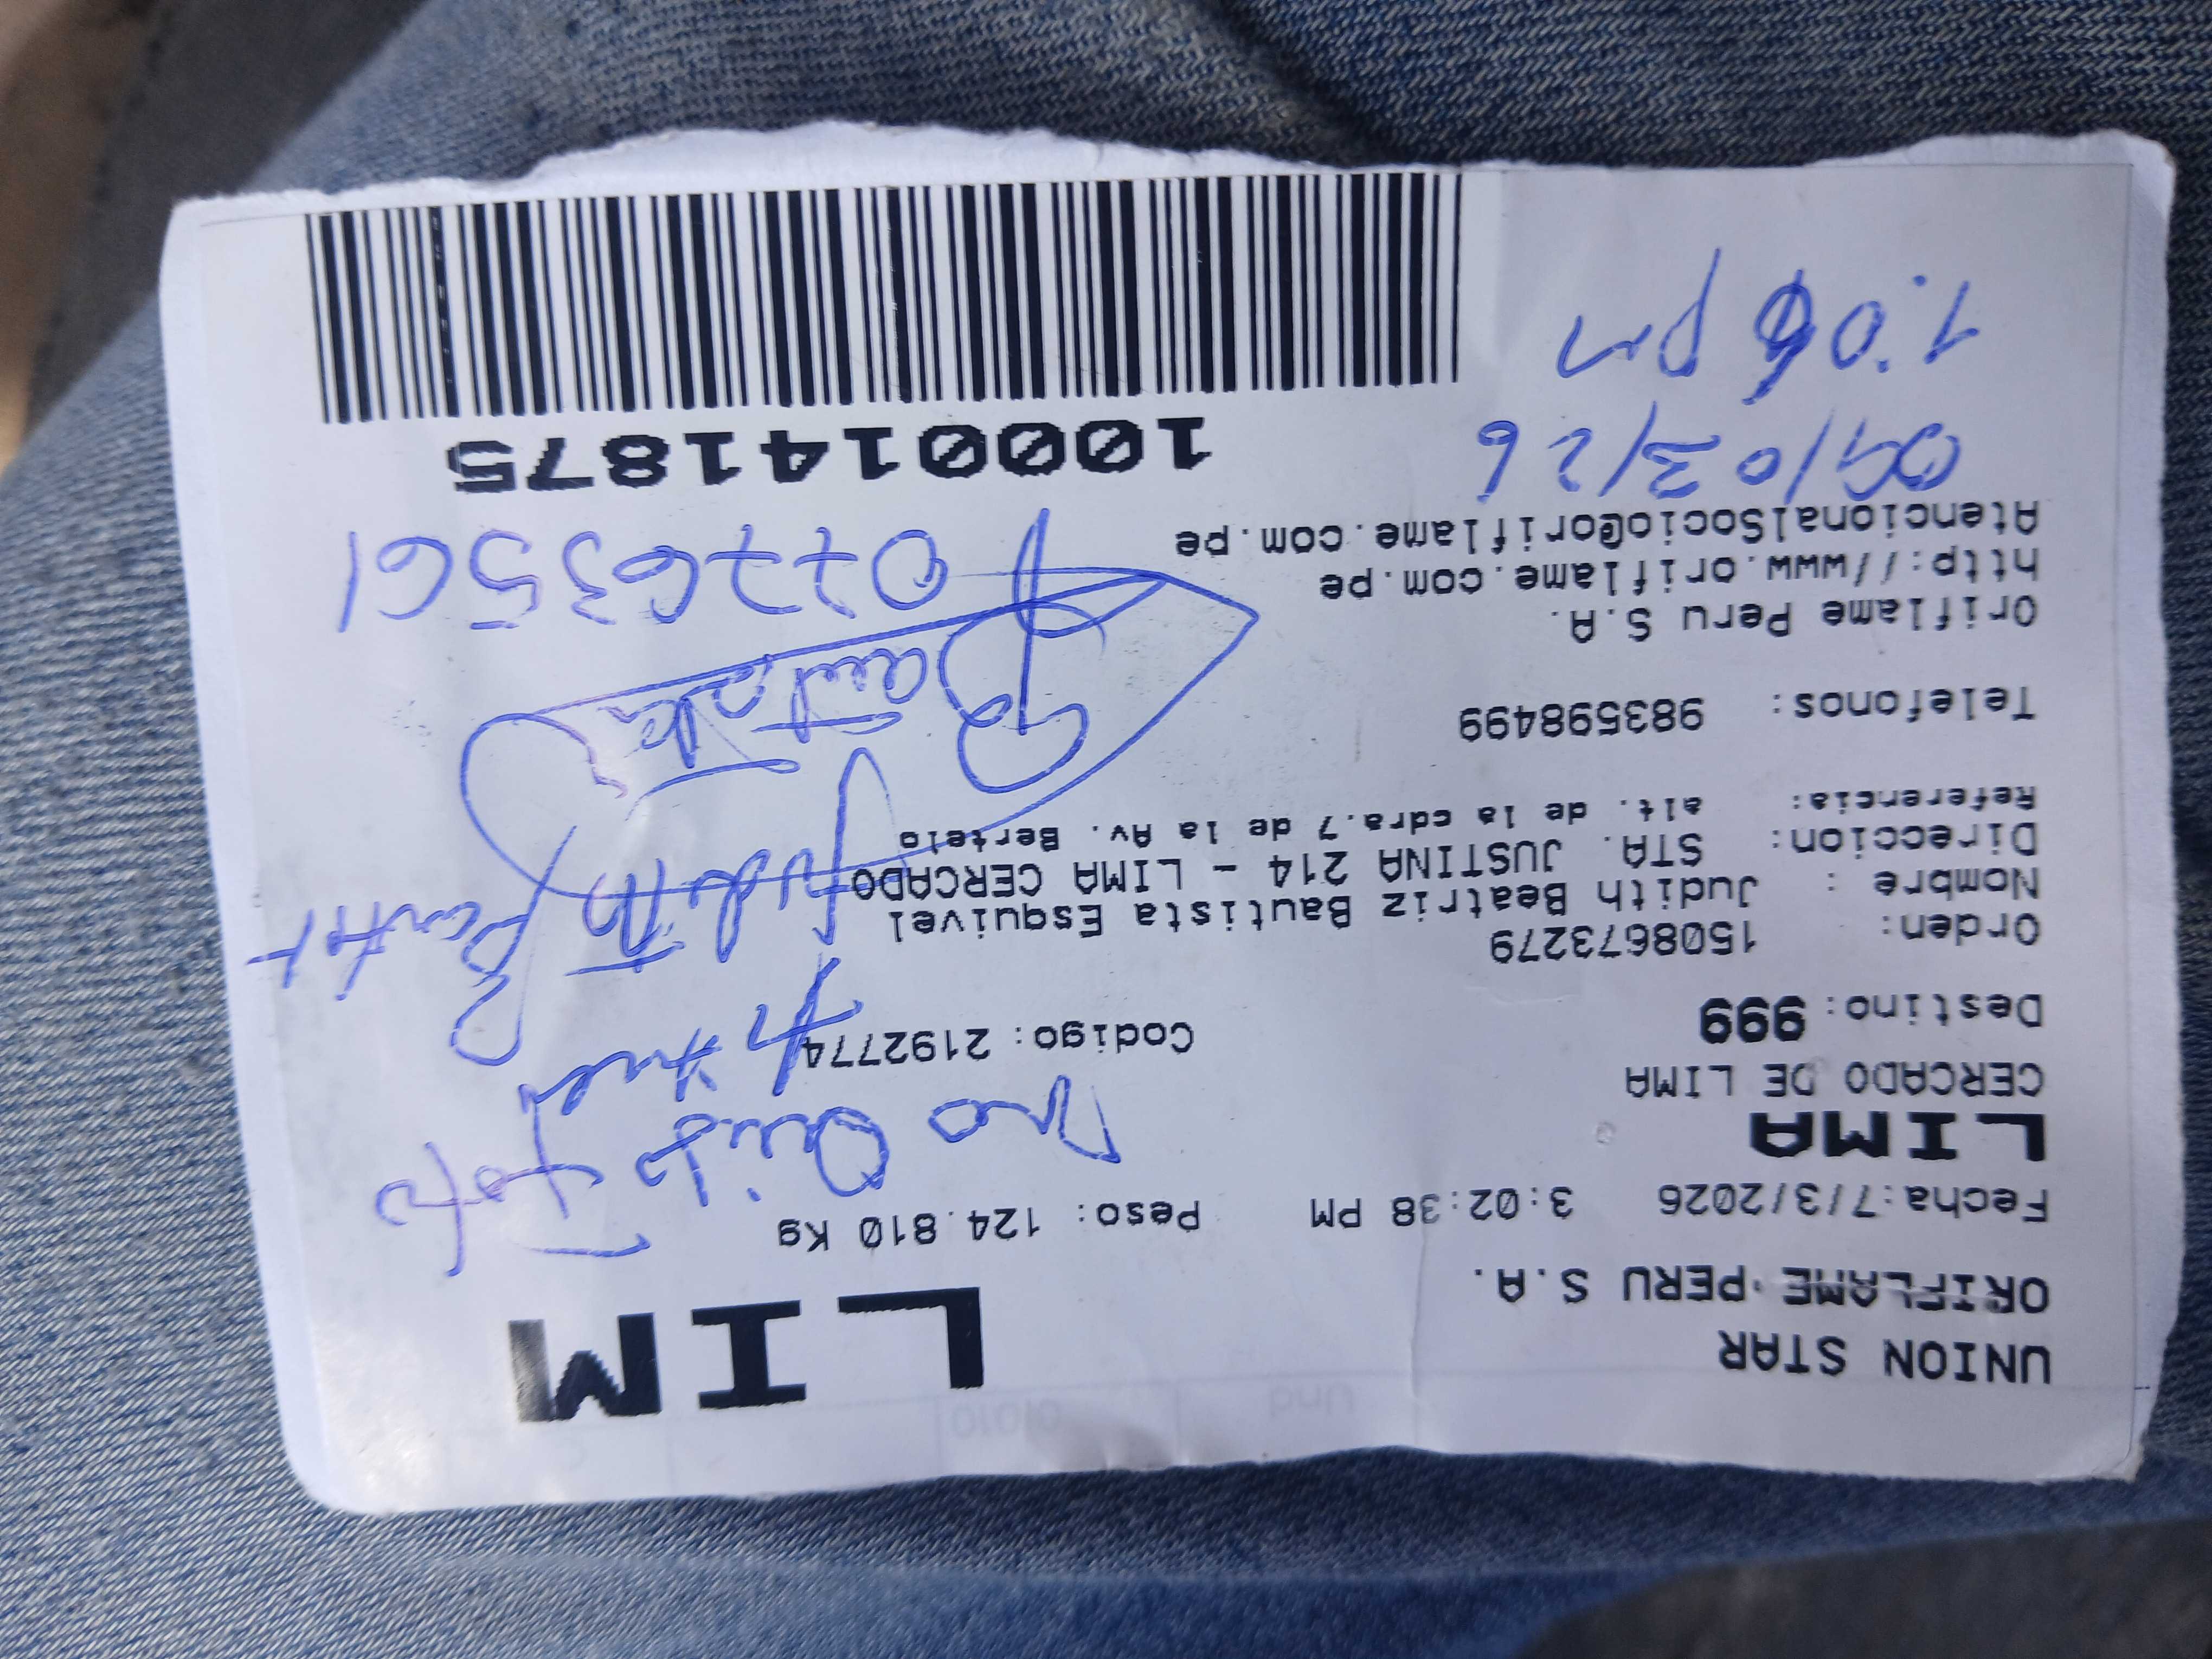 UNION STAR
LIM
ORIFLAME PERU S.A.
Fecha:7/3/2026 3:02:38 PM Peso: 124.810 Kg
LIMA
CERCADO DE LIMA
no Quiso Foto
Destino: 999 Codigo: 2192774
Orden: 1508673279
Nombre : Judith Beatriz Bautista Esquivel
Direccion: STA. JUSTINA 214 - LIMA CERCADO
Referencia: alt. de la cdra.7 de la Av. Bertelo
Judith
Bautista
Telefonos: 983598499
Oriflame Peru S.A.
http://www.oriflame.com.pe
AtencionalSocio@oriflame.com.pe
07763561
1000141875
09/03/26
1:06 pm